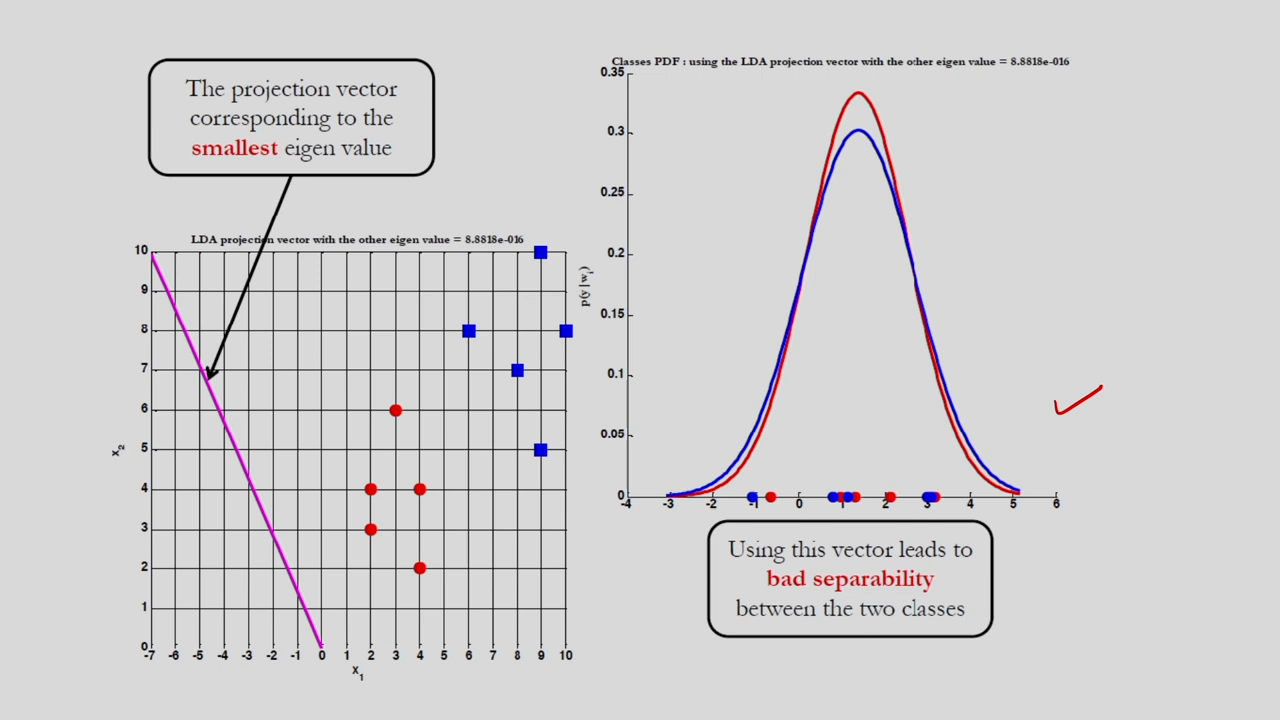 The projection vector
corresponding to the
smallest eigen value
LDA projection vector with the other eigen value = 8.8818e-016
10
9
8
7
6
5
4
3
2
1
0
x2
-7 -6 -5 -4 -3 -2 -1 0 1 2 3 4 5 6 7 8 9 10
x1
Classes PDF : using the LDA projection vector with the other eigen value = 8.8818e-016
0.35
0.3
0.25
0.2
0.15
0.1
0.05
0
p(y|wi)
-4 -3 -2 -1 0 1 2 3 4 5 6
Using this vector leads to
bad separability
between the two classes